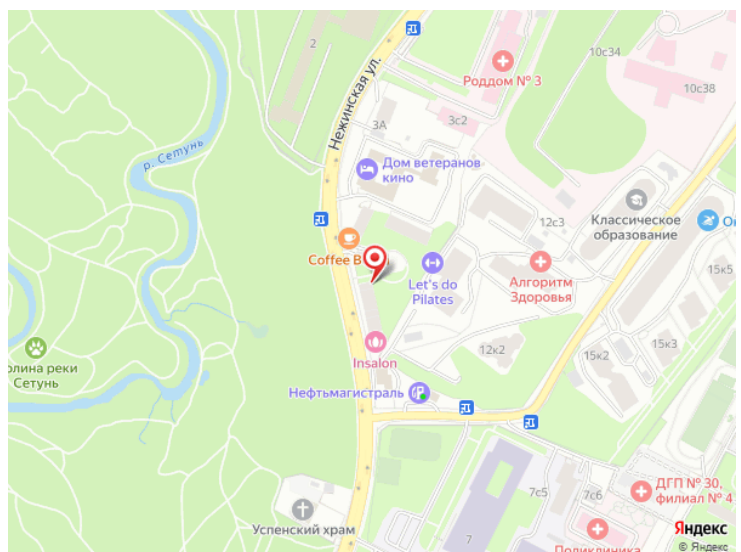 2
10с34
10с38
Роддом № 3
Нежинская ул.
3А
3с2
р. Сетунь
Дом ветеранов
кино
12с3
Классическое
образование
Coffee B
Let's do
Pilates
Алгоритм
Здоровья
15к5
Insalon
12к2
15к2
15к3
олина реки
Сетунь
Нефтьмагистраль
ДГП № 30,
филиал № 4
7с5
7с6
Успенский храм
7
Поликлиника
Яндекс
© Яндекс